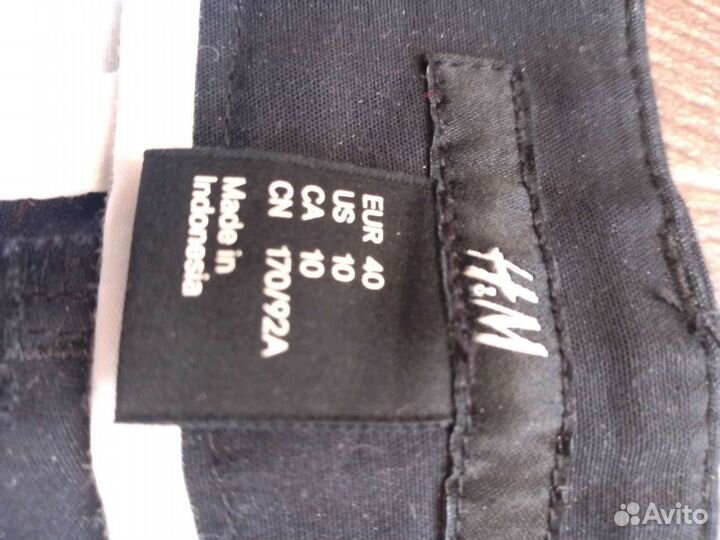 H&M
EUR 40
US 10
CA 10
CN 170/92A
Made in
Indonesia
Avito